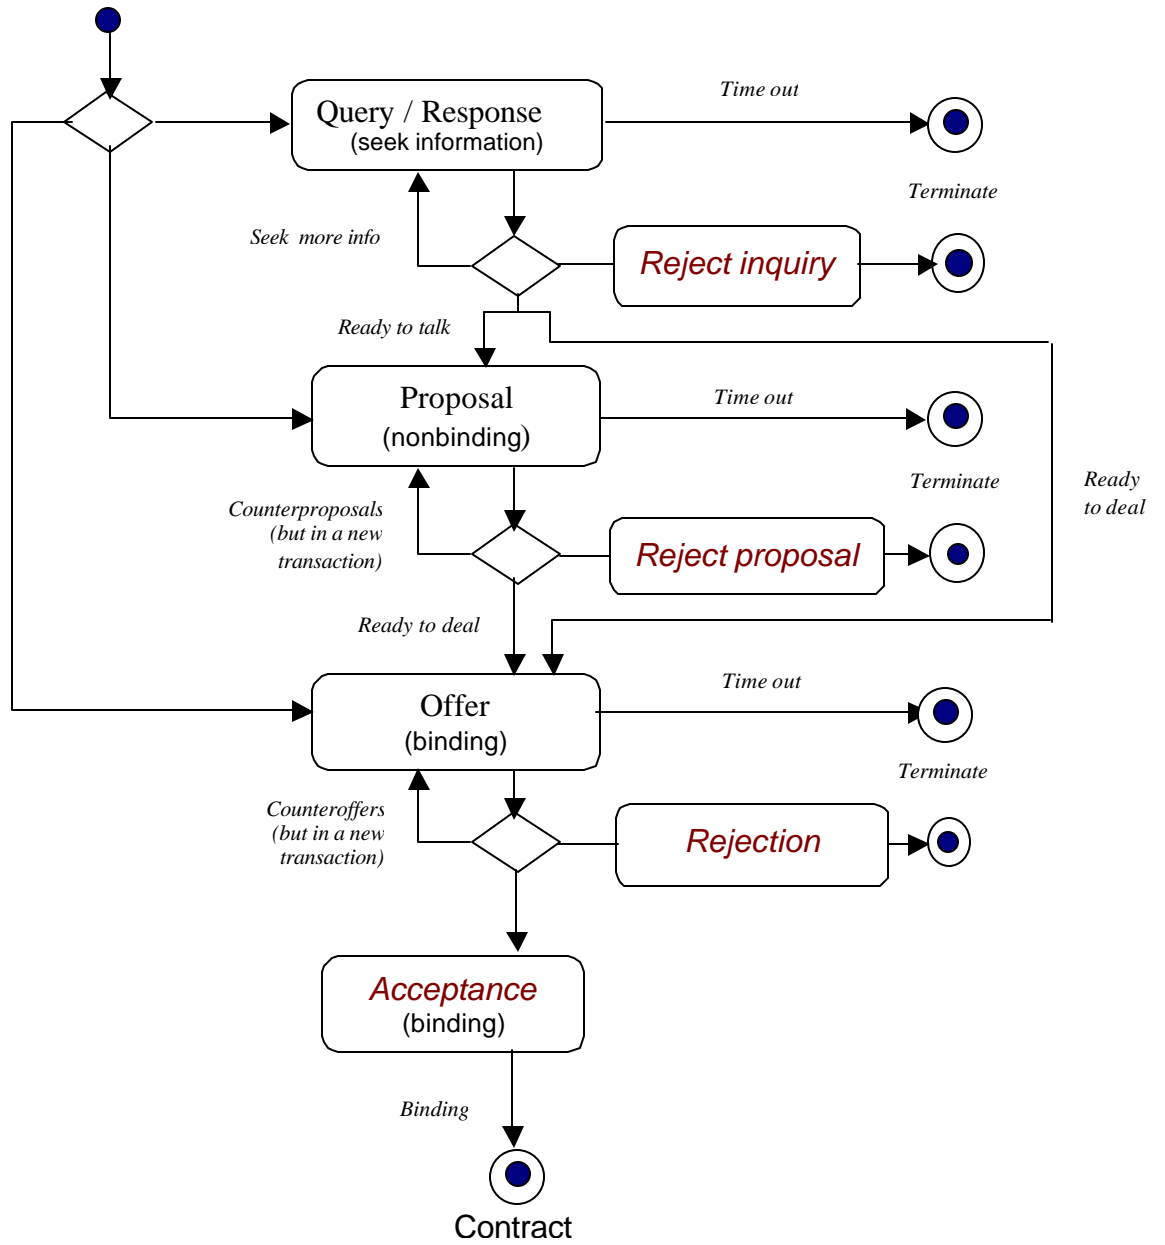 Time out
Query / Response
(seek information)
Terminate
Seek more info
Reject inquiry
Ready to talk
Proposal
(nonbinding)
Time out
Terminate
Ready
to deal
Counterproposals
(but in a new
transaction)
Reject proposal
Ready to deal
Offer
(binding)
Time out
Terminate
Counteroffers
(but in a new
transaction)
Rejection
Acceptance
(binding)
Binding
Contract